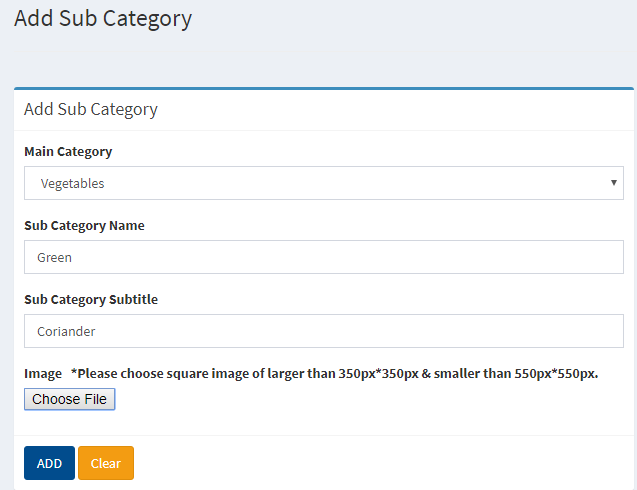 Add Sub Category
Add Sub Category
Main Category
Vegetables
Sub Category Name
Green
Sub Category Subtitle
Coriander
Image *Please choose square image of larger than 350px*350px & smaller than 550px*550px.
Choose File
ADD Clear